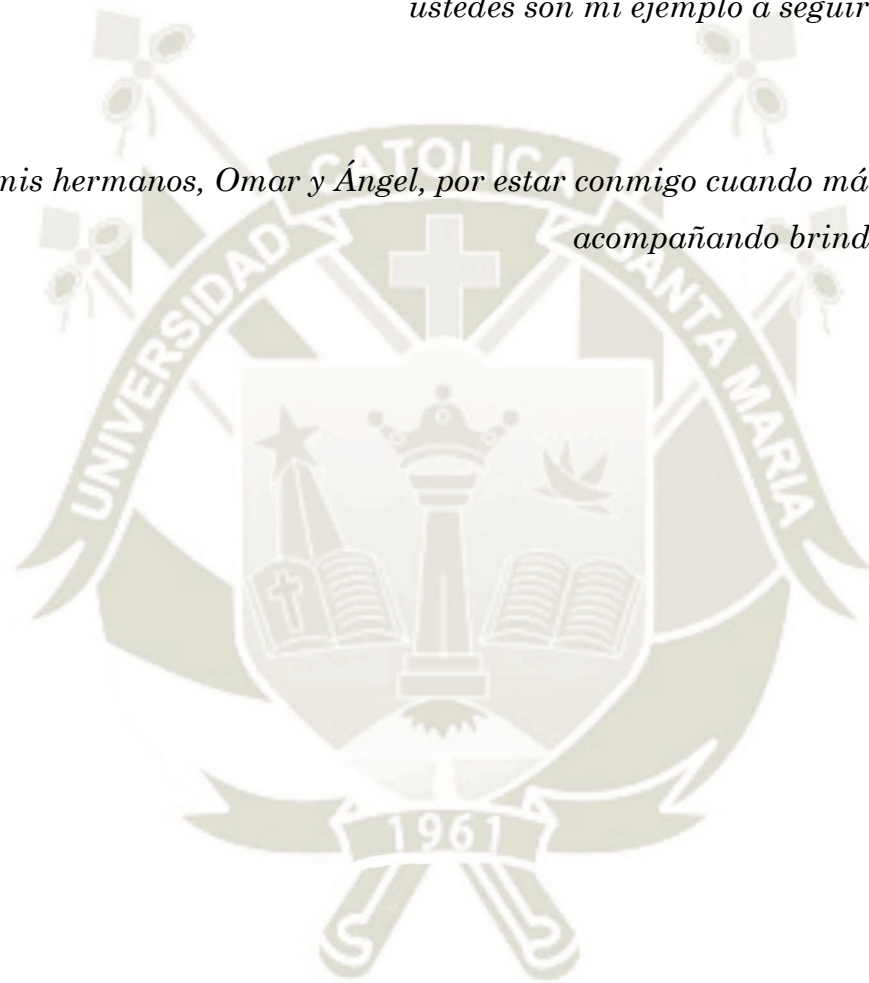 ustedes son mi ejemplo a seguir
mis hermanos, Omar y Ángel, por estar conmigo cuando má
acompañando brind
UNIVERSIDAD CATOLICA SANTA MARIA
1961